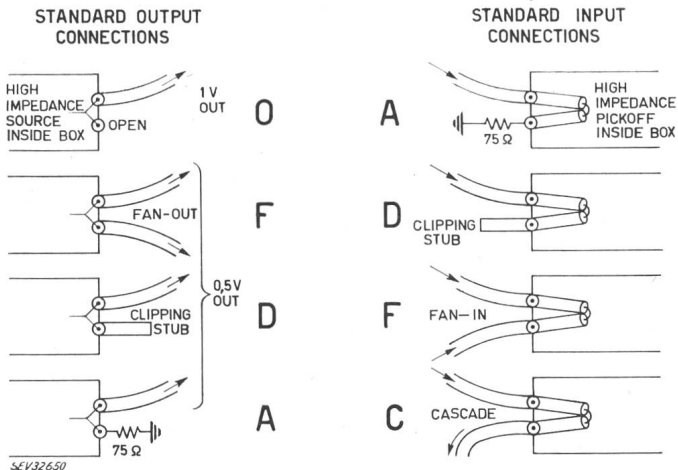 STANDARD OUTPUT
CONNECTIONS
HIGH
IMPEDANCE
SOURCE
INSIDE BOX
OPEN
1 V
OUT
O
FAN-OUT
F
0,5V
OUT
CLIPPING
STUB
D
75 Ω
A
SEV32650
STANDARD INPUT
CONNECTIONS
A
75 Ω
HIGH
IMPEDANCE
PICKOFF
INSIDE BOX
D
CLIPPING
STUB
F
FAN-IN
C
CASCADE